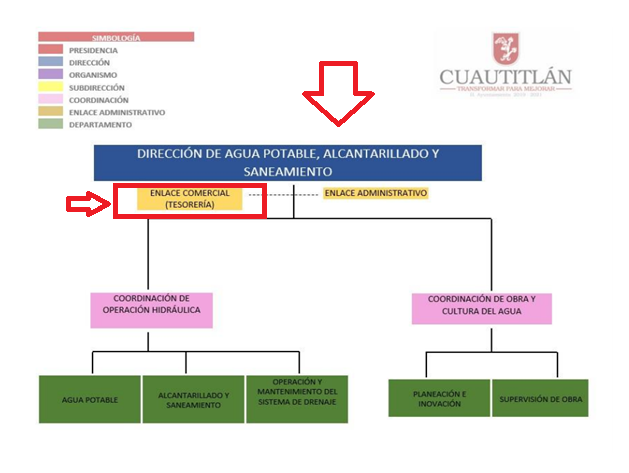 SIMBOLOGÍA
PRESIDENCIA
DIRECCIÓN
ORGANISMO
SUBDIRECCIÓN
COORDINACIÓN
ENLACE ADMINISTRATIVO
DEPARTAMENTO
CUAUTITLÁN
TRANSFORMAR PARA MEJORAR
DIRECCIÓN DE AGUA POTABLE, ALCANTARILLADO Y
SANEAMIENTO
ENLACE COMERCIAL
(TESORERÍA)
ENLACE ADMINISTRATIVO
COORDINACIÓN DE
OPERACIÓN HIDRÁULICA
COORDINACIÓN DE OBRA Y
CULTURA DEL AGUA
AGUA POTABLE
ALCANTARILLADO Y
SANEAMIENTO
OPERACIÓN Y
MANTENIMIENTO DEL
SISTEMA DE DRENAJE
PLANEACIÓN E
INOVACIÓN
SUPERVISIÓN DE OBRA